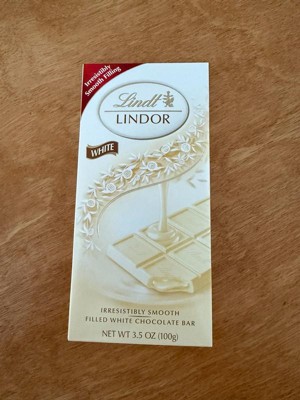 Irresistibly
Smooth Filling
Lindt
LINDOR
WHITE
IRRESISTIBLY SMOOTH
FILLED WHITE CHOCOLATE BAR
NET WT 3.5 OZ (100g)